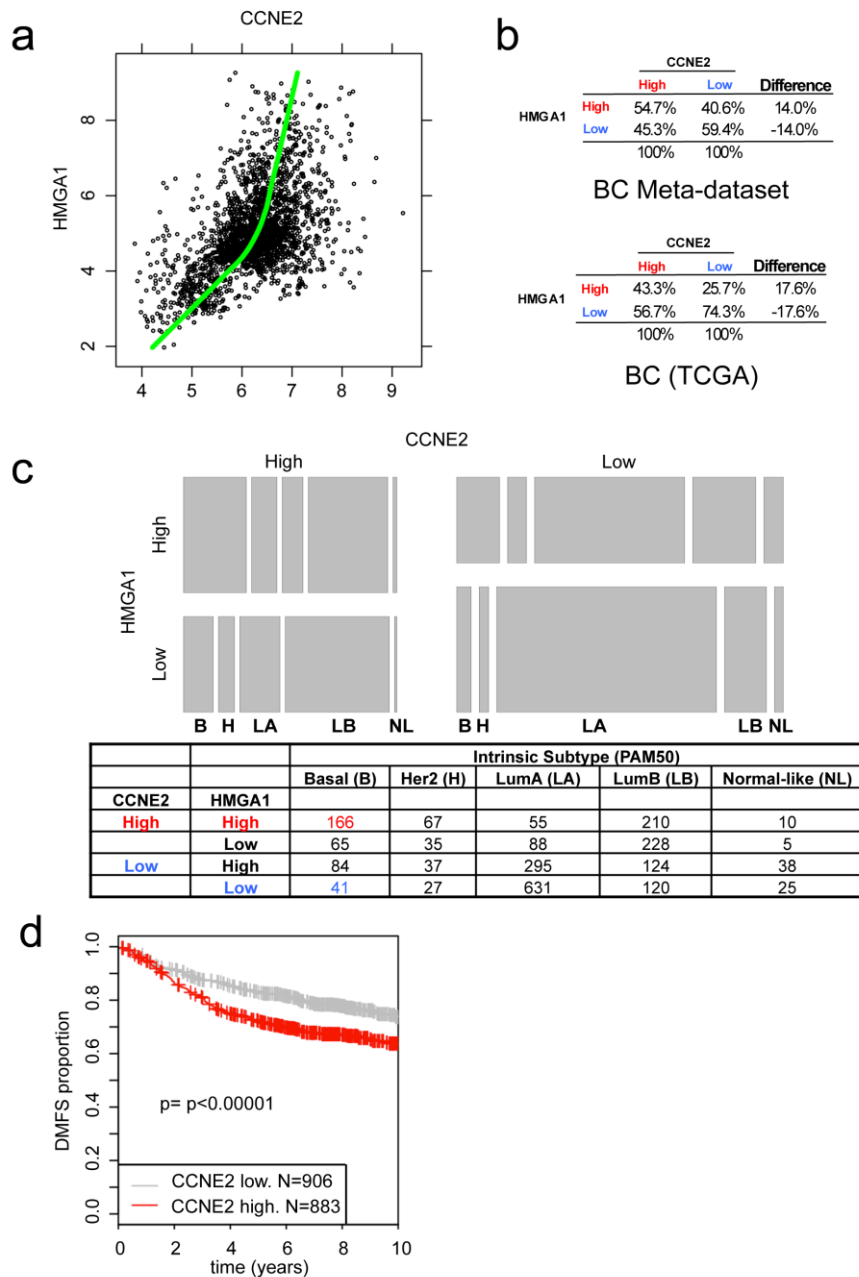 a
CCNE2
HMGA1
8
6
4
2
4 5 6 7 8 9
b
CCNE2
High Low Difference
HMGA1 High 54.7% 40.6% 14.0%
Low 45.3% 59.4% -14.0%
100% 100%
BC Meta-dataset
CCNE2
High Low Difference
HMGA1 High 43.3% 25.7% 17.6%
Low 56.7% 74.3% -17.6%
100% 100%
BC (TCGA)
c
CCNE2
High Low
HMGA1
High
Low
B H LA LB NL B H LA LB NL
Intrinsic Subtype (PAM50)
Basal (B) Her2 (H) LumA (LA) LumB (LB) Normal-like (NL)
CCNE2 HMGA1
High High 166 67 55 210 10
Low 65 35 88 228 5
Low High 84 37 295 124 38
Low 41 27 631 120 25
d
DMFS proportion
1.0
0.8
0.6
0.4
0.2
0.0
p= p<0.00001
CCNE2 low. N=906
CCNE2 high. N=883
0 2 4 6 8 10
time (years)